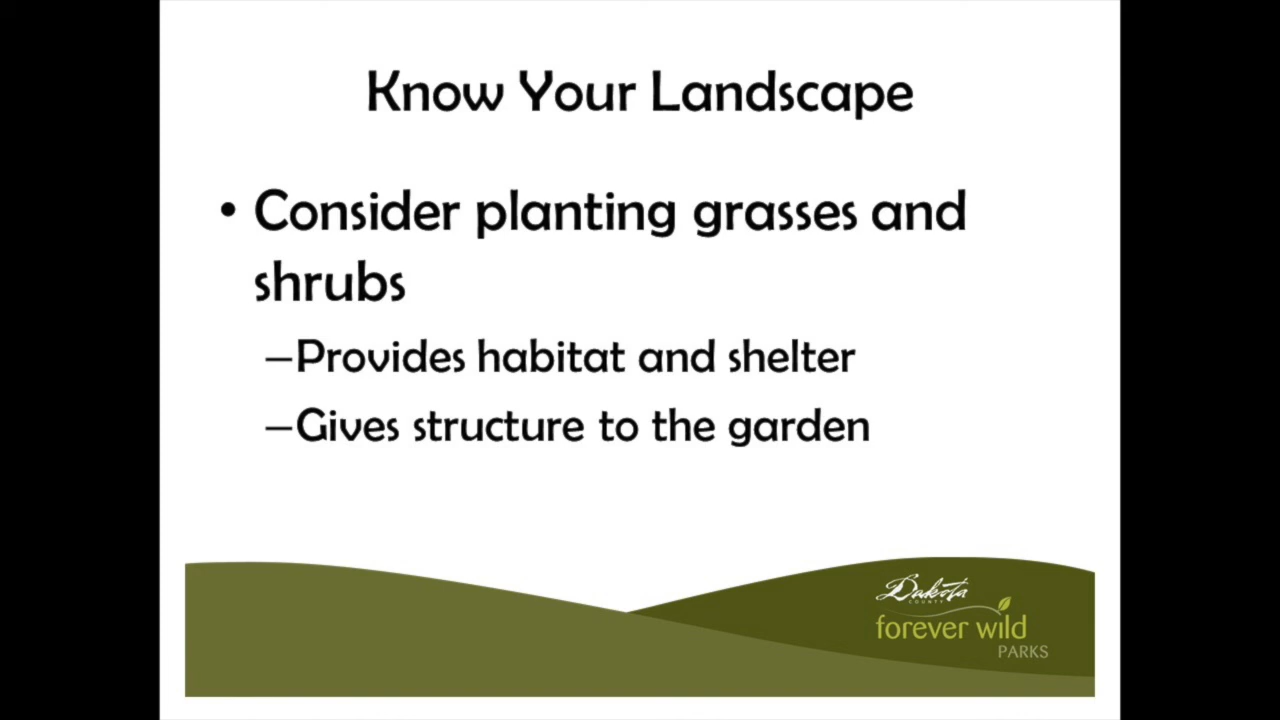 Know Your Landscape
• Consider planting grasses and
shrubs
–Provides habitat and shelter
–Gives structure to the garden
Dakota
COUNTY
forever wild
PARKS